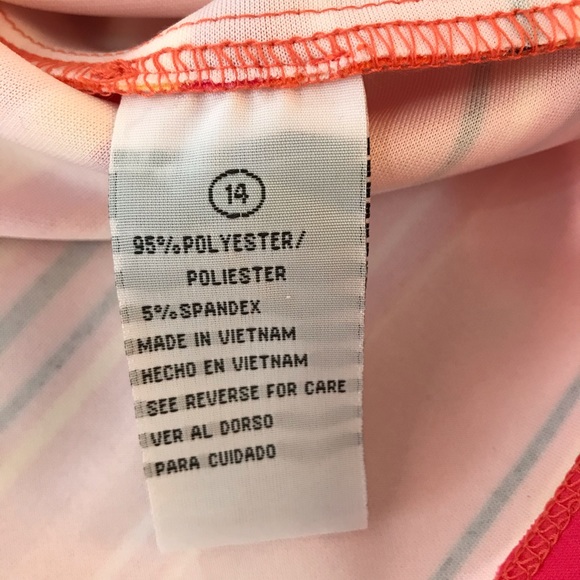 14
95%POLYESTER/
POLIESTER
5%SPANDEX
MADE IN VIETNAM
HECHO EN VIETNAM
SEE REVERSE FOR CARE
VER AL DORSO
PARA CUIDADO